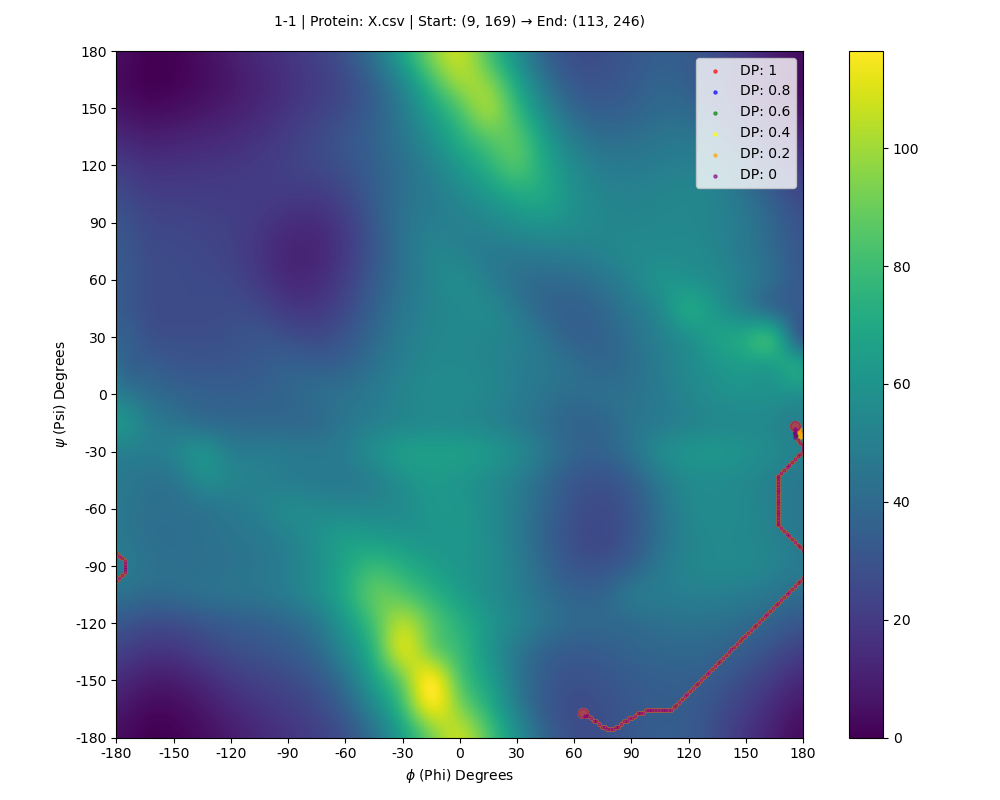 1-1 | Protein: X.csv | Start: (9, 169) → End: (113, 246)
DP: 1
DP: 0.8
DP: 0.6
DP: 0.4
DP: 0.2
DP: 0
180
150
120
90
60
30
0
-30
-60
-90
-120
-150
-180
ψ (Psi) Degrees
-180 -150 -120 -90 -60 -30 0 30 60 90 120 150 180
ϕ (Phi) Degrees
100
80
60
40
20
0